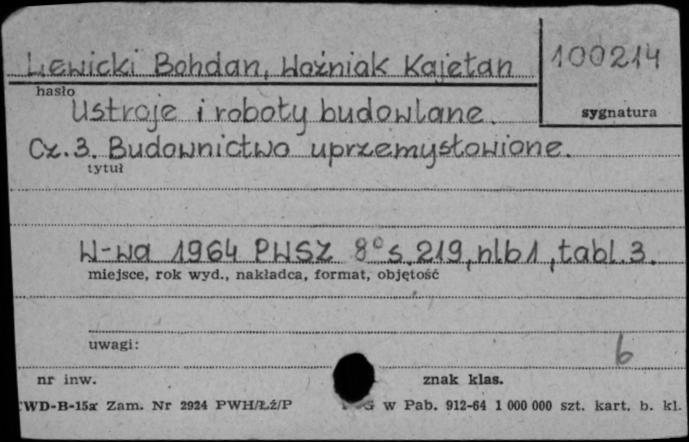 Lewicki Bohdan, Woźniak Kajetan
100214
hasło
sygnatura
Ustroje i roboty budowlane.
Cz. 3. Budownictwo uprzemysłowione.
tytuł
W-wa 1964 PWSZ 8° s. 219, nlb 1, tabl. 3.
miejsce, rok wyd., nakładca, format, objętość
uwagi:
6
nr inw.
znak klas.
WD-B-15a Zam. Nr 2924 PWH/Łź/P
G w Pab. 912-64 1 000 000 szt. kart. b. kl.